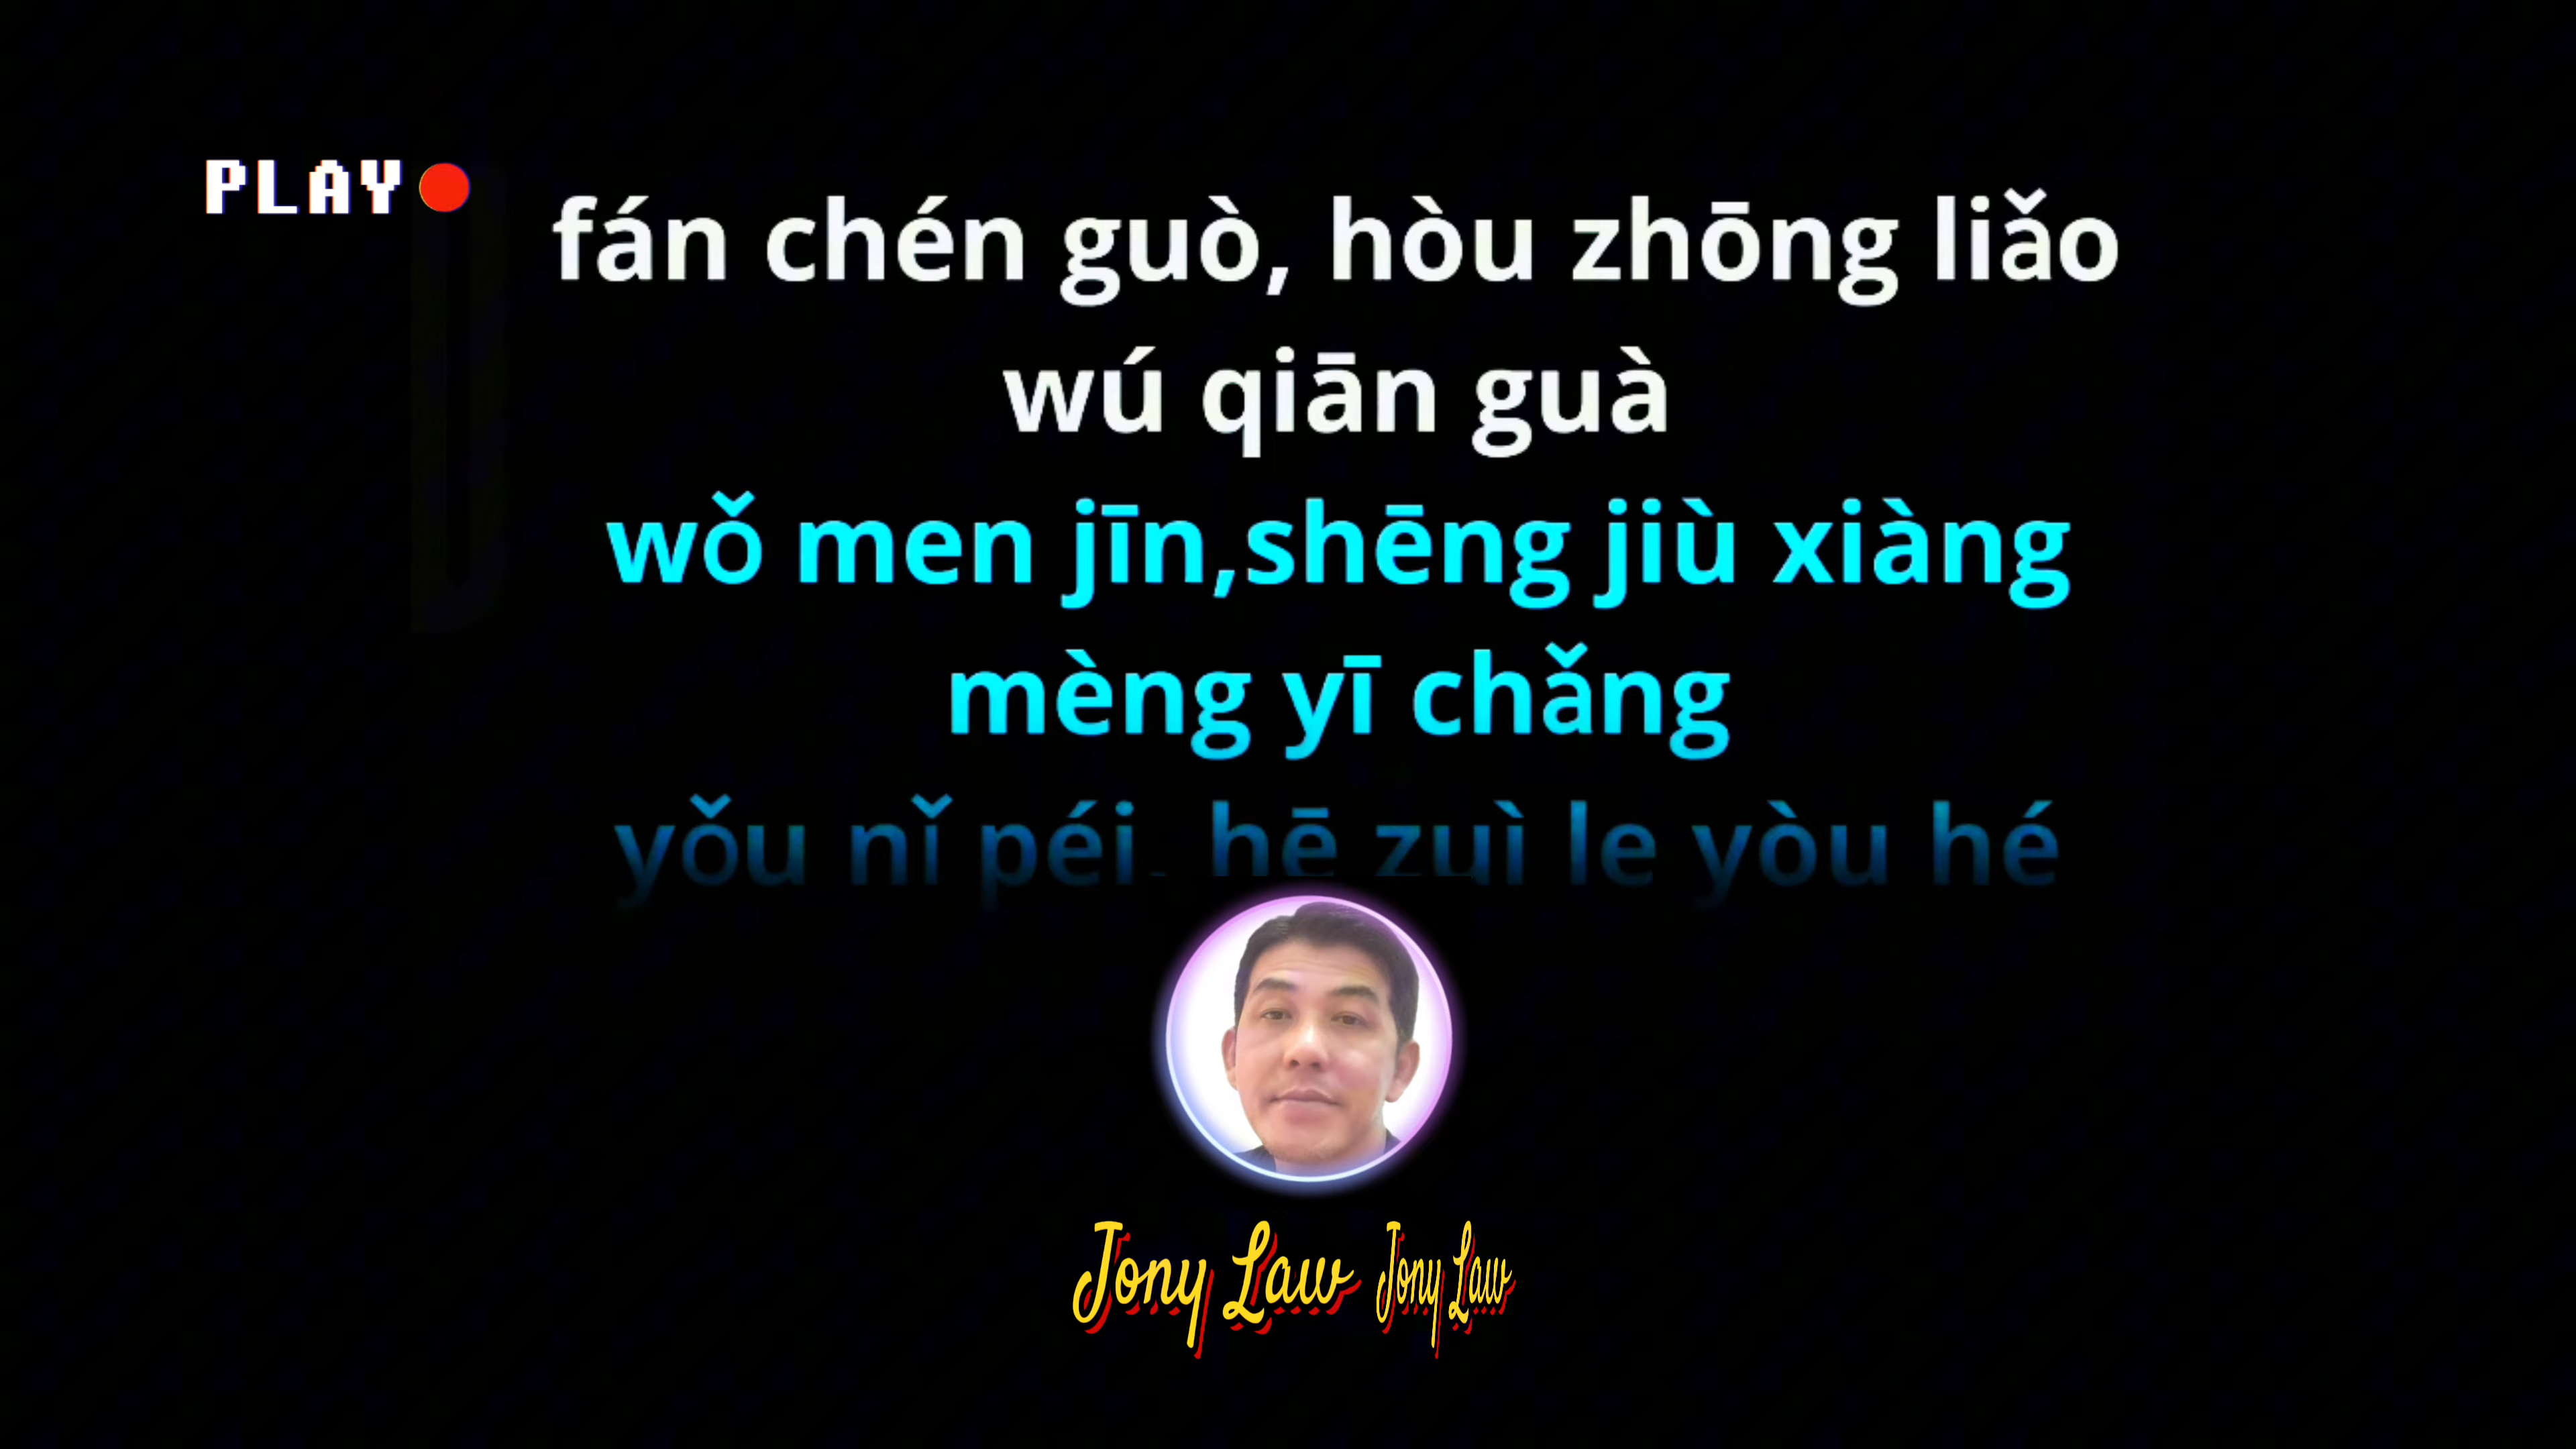 PLAY
fán chén guò, hòu zhōng liǎo
wú qiān guà
wǒ men jīn,shēng jiù xiàng
mèng yī chǎng
yǒu nǐ péi, hē zuì le yòu hé
Jony Law Jony Law